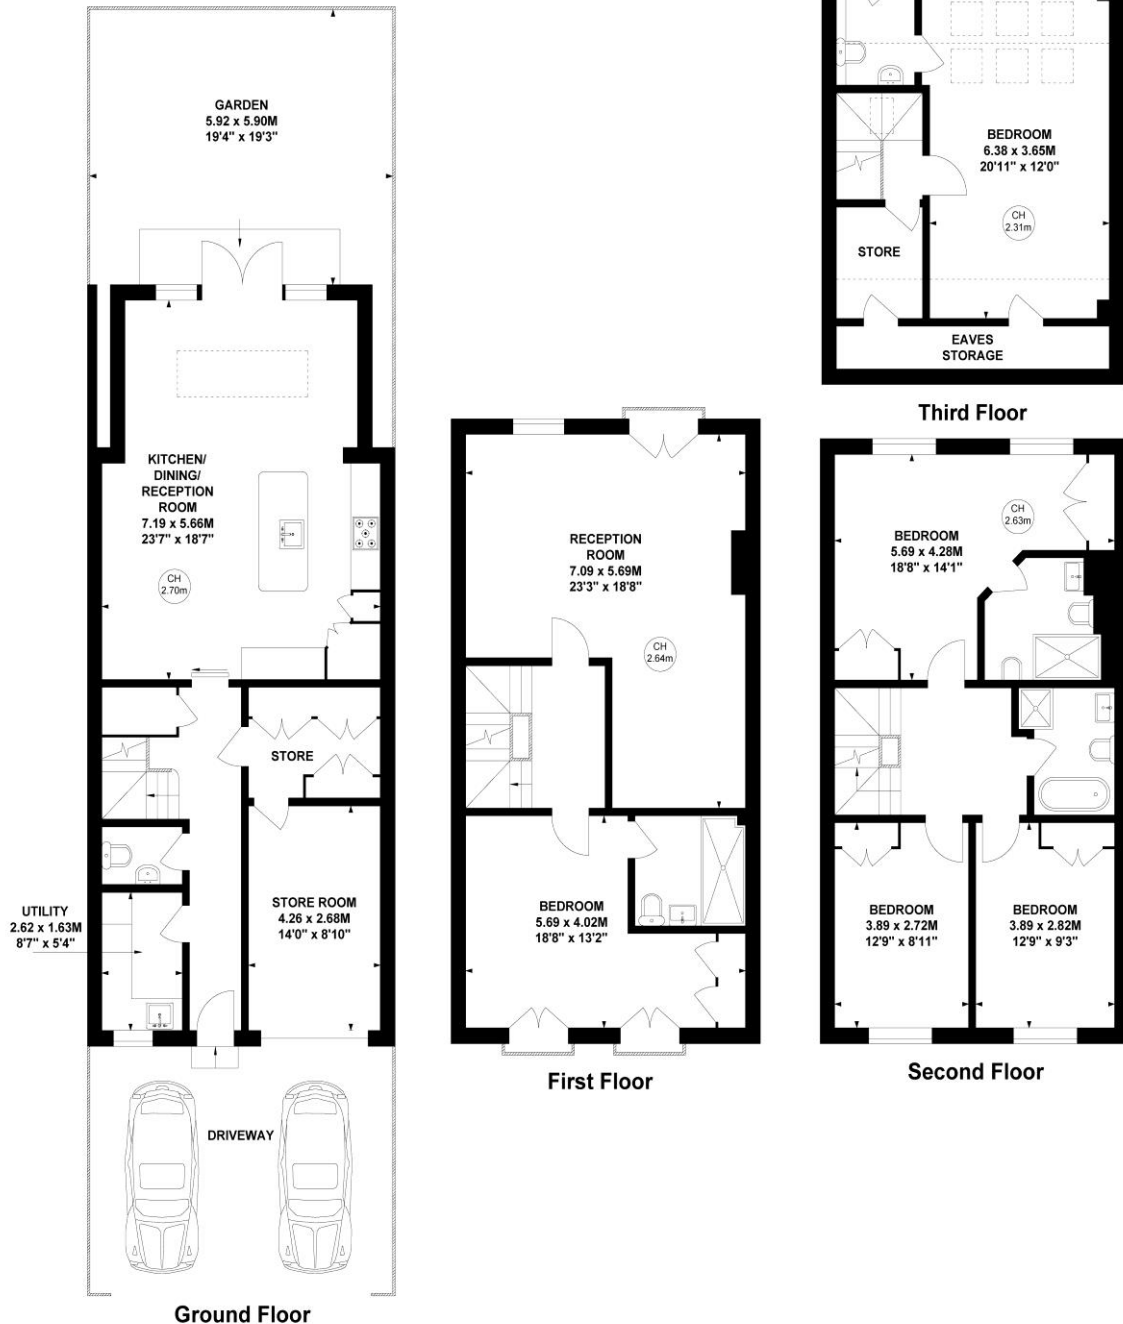 GARDEN
5.92 x 5.90M
19'4" x 19'3"
KITCHEN/
DINING/
RECEPTION
ROOM
7.19 x 5.66M
23'7" x 18'7"
CH
2.70m
STORE
STORE ROOM
4.26 x 2.68M
14'0" x 8'10"
UTILITY
2.62 x 1.63M
8'7" x 5'4"
DRIVEWAY
Ground Floor
RECEPTION
ROOM
7.09 x 5.69M
23'3" x 18'8"
CH
2.64m
BEDROOM
5.69 x 4.02M
18'8" x 13'2"
First Floor
BEDROOM
6.38 x 3.65M
20'11" x 12'0"
CH
2.31m
STORE
EAVES
STORAGE
Third Floor
BEDROOM
5.69 x 4.28M
18'8" x 14'1"
CH
2.63m
BEDROOM
3.89 x 2.72M
12'9" x 8'11"
BEDROOM
3.89 x 2.82M
12'9" x 9'3"
Second Floor